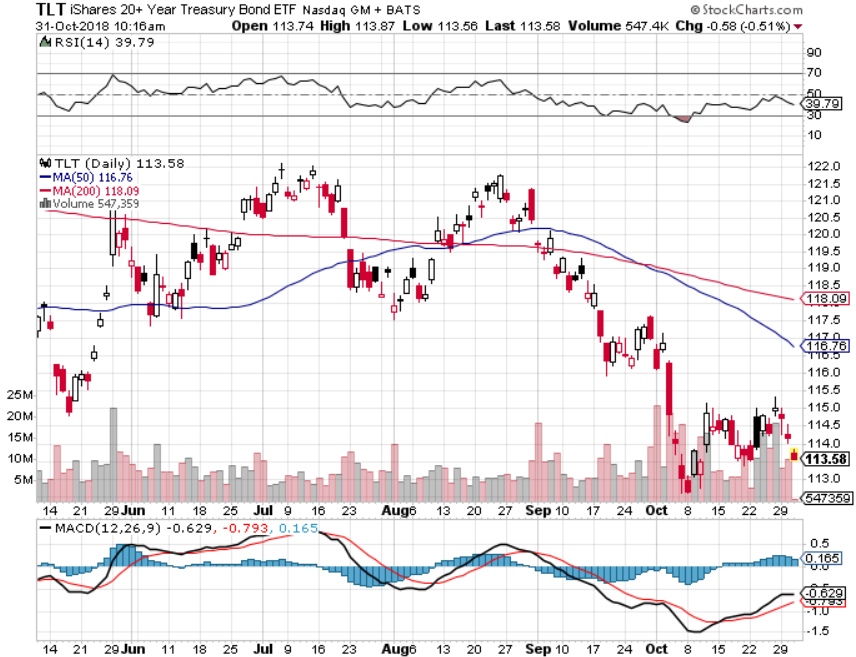 TLT iShares 20+ Year Treasury Bond ETF Nasdaq GM + BATS © StockCharts.com
31-Oct-2018 10:16am Open 113.74 High 113.87 Low 113.56 Last 113.58 Volume 547.4K Chg -0.58 (-0.51%)
RSI(14) 39.79
90
70
50
39.79
30
10
TLT (Daily) 113.58
MA(50) 116.76
MA(200) 118.09
Volume 547,359
122.0
121.5
121.0
120.5
120.0
119.5
119.0
118.5
118.09
117.5
117.0
116.76
116.5
116.0
115.5
115.0
114.5
114.0
113.58
113.0
547359
25M
20M
15M
10M
5M
14 21 29 Jun 11 18 25 Jul 9 16 23 Aug 6 13 20 27 Sep 10 17 24 Oct 8 15 22 29
MACD(12,26,9) -0.629, -0.793, 0.165
0.5
0.165
0.0
-0.629
-0.793
-1.0
-1.5
14 21 29 Jun 11 18 25 Jul 9 16 23 Aug 6 13 20 27 Sep 10 17 24 Oct 8 15 22 29